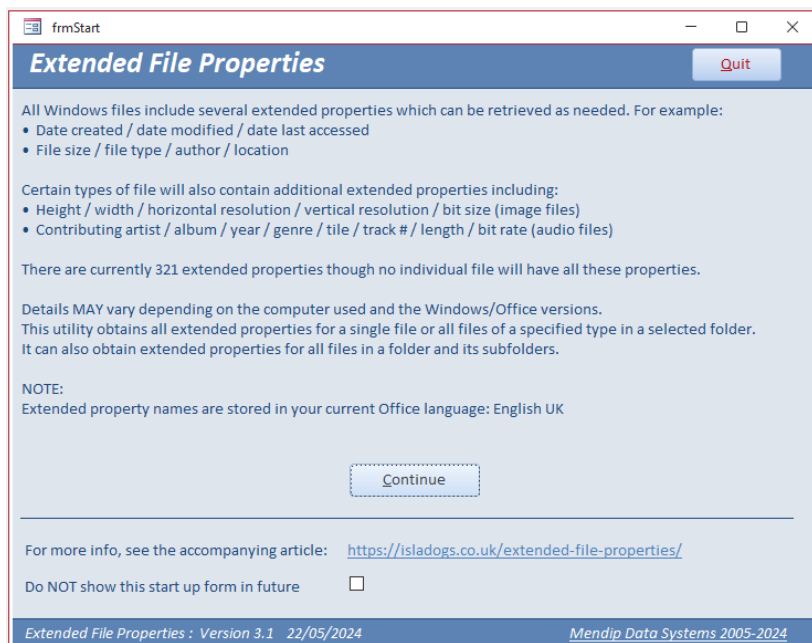 frmStart
Extended File Properties
Quit
All Windows files include several extended properties which can be retrieved as needed. For example:
• Date created / date modified / date last accessed
• File size / file type / author / location
Certain types of file will also contain additional extended properties including:
• Height / width / horizontal resolution / vertical resolution / bit size (image files)
• Contributing artist / album / year / genre / tile / track # / length / bit rate (audio files)
There are currently 321 extended properties though no individual file will have all these properties.
Details MAY vary depending on the computer used and the Windows/Office versions.
This utility obtains all extended properties for a single file or all files of a specified type in a selected folder.
It can also obtain extended properties for all files in a folder and its subfolders.
NOTE:
Extended property names are stored in your current Office language: English UK
Continue
For more info, see the accompanying article: https://isladogs.co.uk/extended-file-properties/
Do NOT show this start up form in future
Extended File Properties : Version 3.1 22/05/2024 Mendip Data Systems 2005-2024